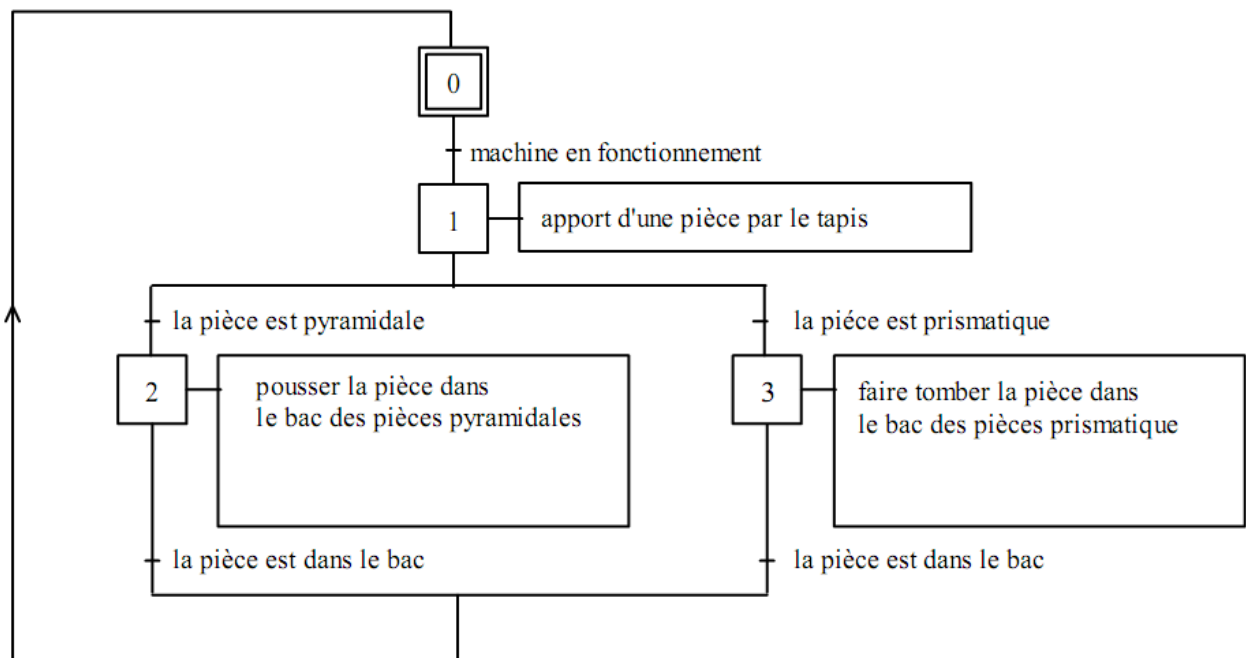 0
machine en fonctionnement
1
apport d'une pièce par le tapis
la pièce est pyramidale
la piéce est prismatique
2
pousser la pièce dans
le bac des pièces pyramidales
3
faire tomber la pièce dans
le bac des pièces prismatique
la pièce est dans le bac
la pièce est dans le bac